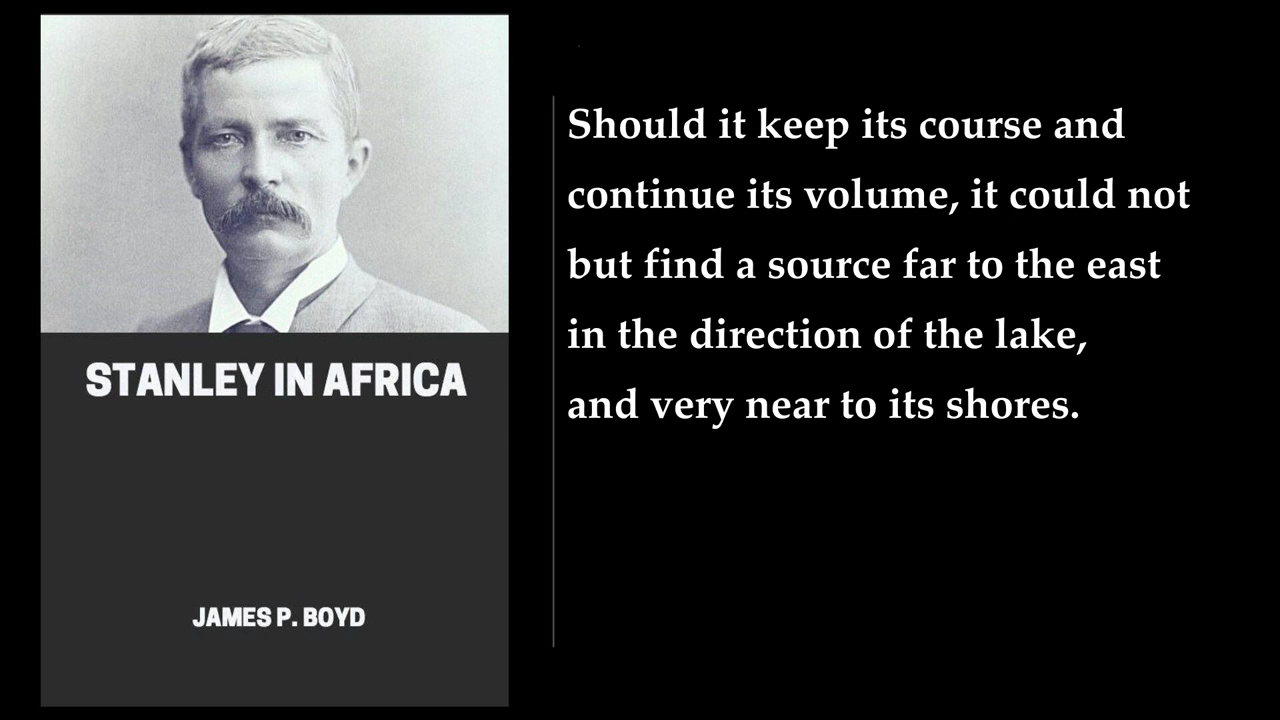 STANLEY IN AFRICA
JAMES P. BOYD
Should it keep its course and
continue its volume, it could not
but find a source far to the east
in the direction of the lake,
and very near to its shores.